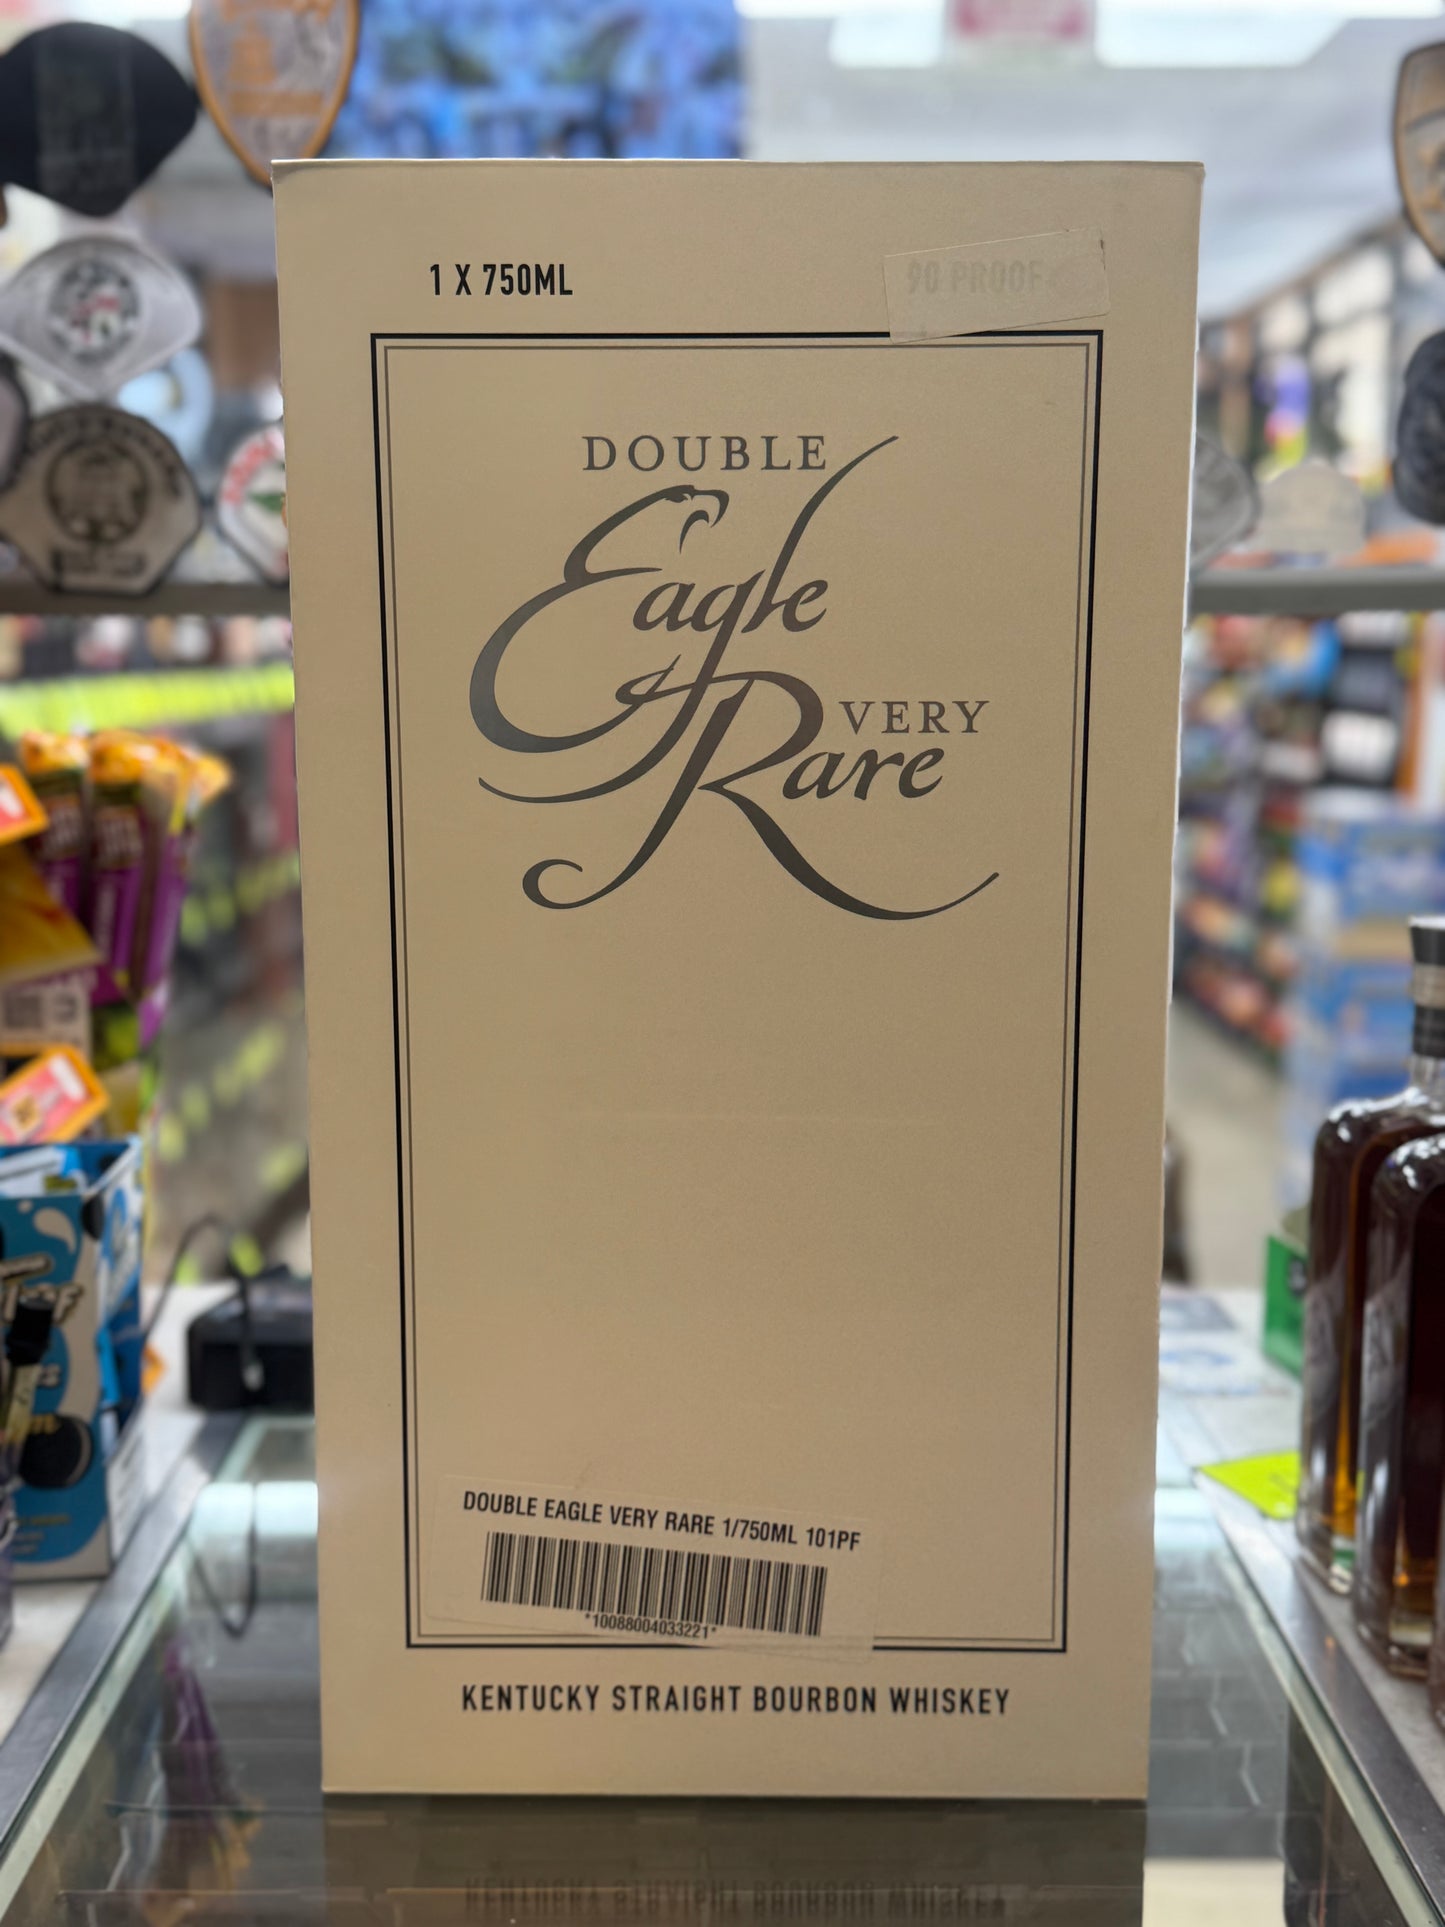 1 X 750ML
90 PROOF
DOUBLE
Eagle
VERY
Rare
DOUBLE EAGLE VERY RARE 1/750ML 101PF
*10088004033221*
KENTUCKY STRAIGHT BOURBON WHISKEY